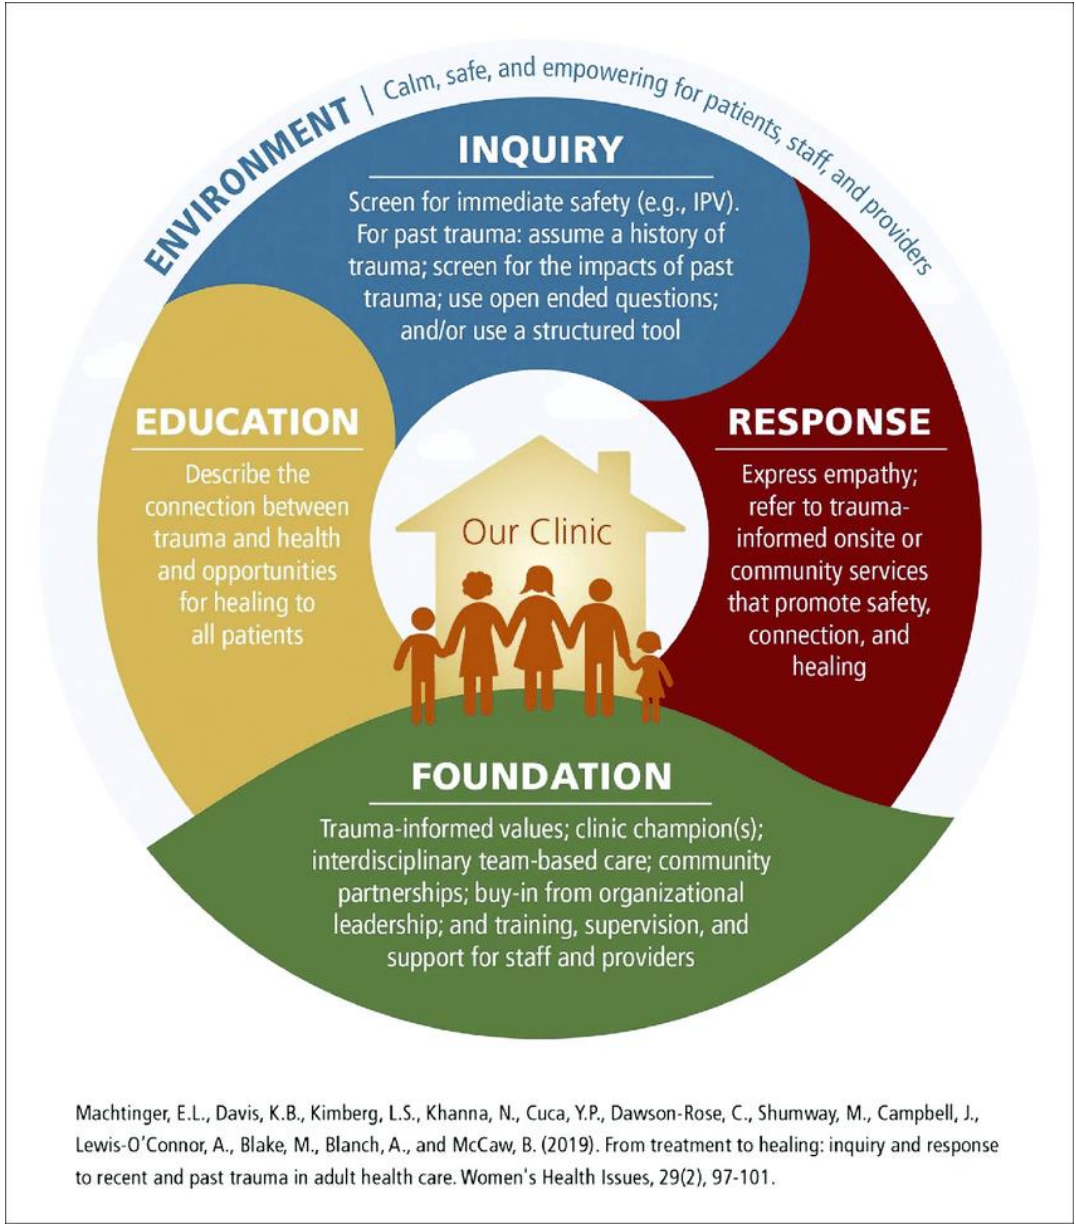 ENVIRONMENT | Calm, safe, and empowering for patients, staff, and providers
INQUIRY
Screen for immediate safety (e.g., IPV).
For past trauma: assume a history of
trauma; screen for the impacts of past
trauma; use open ended questions;
and/or use a structured tool
EDUCATION
Describe the
connection between
trauma and health
and opportunities
for healing to
all patients
RESPONSE
Express empathy;
refer to trauma-
informed onsite or
community services
that promote safety,
connection, and
healing
Our Clinic
FOUNDATION
Trauma-informed values; clinic champion(s);
interdisciplinary team-based care; community
partnerships; buy-in from organizational
leadership; and training, supervision, and
support for staff and providers
Machtinger, E.L., Davis, K.B., Kimberg, L.S., Khanna, N., Cuca, Y.P., Dawson-Rose, C., Shumway, M., Campbell, J.,
Lewis-O'Connor, A., Blake, M., Blanch, A., and McCaw, B. (2019). From treatment to healing: inquiry and response
to recent and past trauma in adult health care. Women's Health Issues, 29(2), 97-101.